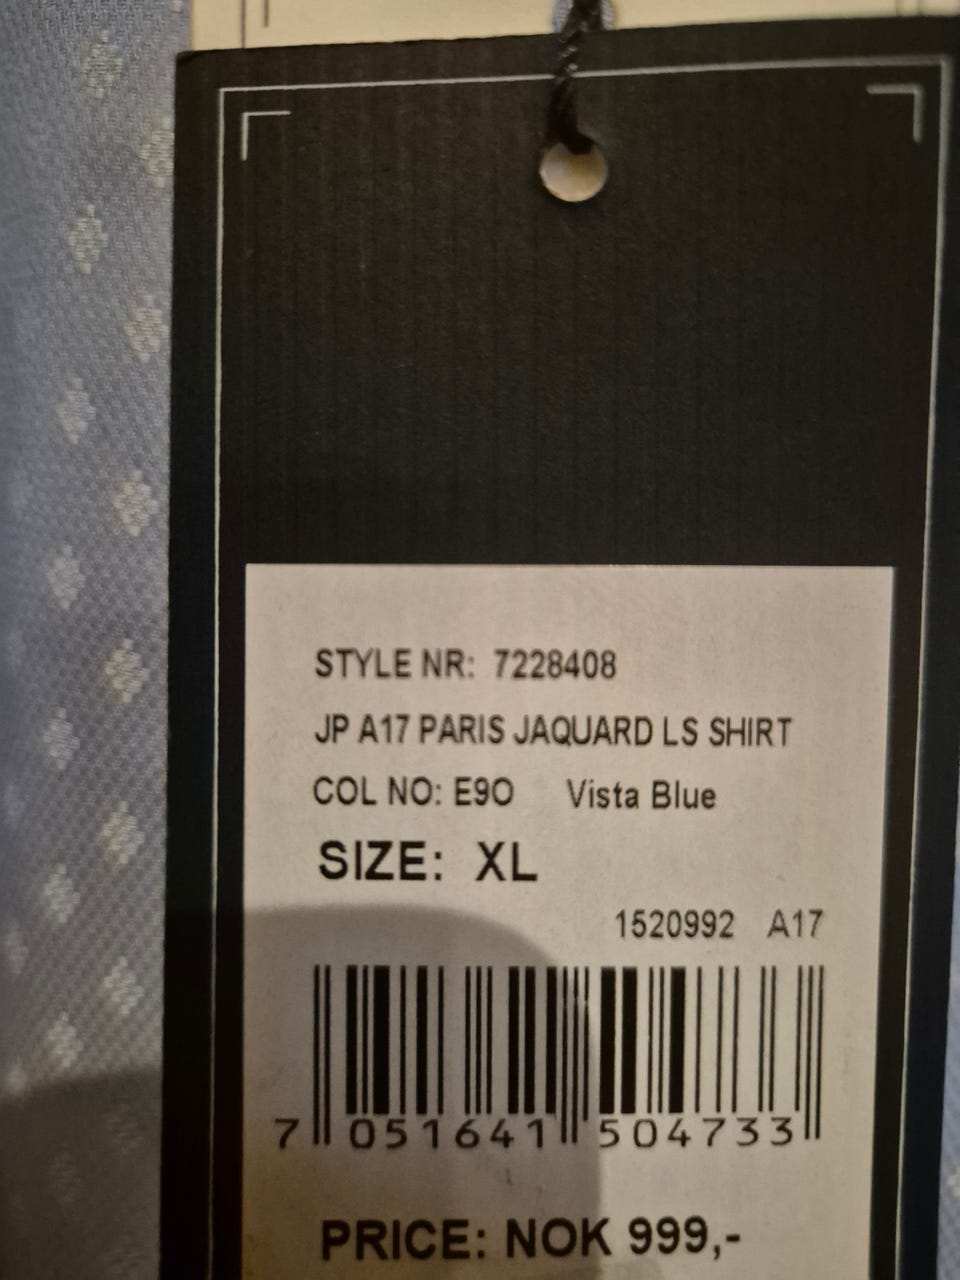 STYLE NR: 7228408
JP A17 PARIS JAQUARD LS SHIRT
COL NO: E9O Vista Blue
SIZE: XL
1520992 A17
7 051641 504733
PRICE: NOK 999,-